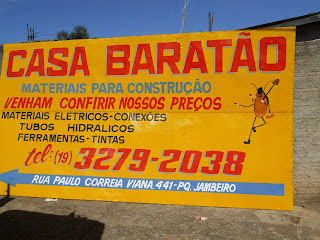 CASA BARATÃO
MATERIAIS PARA CONSTRUÇÃO
VENHAM CONFIRIR NOSSOS PREÇOS
MATERIAIS ELETRICOS-CONEXÕES
TUBOS HIDRALICOS
FERRAMENTAS-TINTAS
tel: (19) 3279-2038
RUA PAULO CORREIA VIANA, 441-PQ. JAMBEIRO